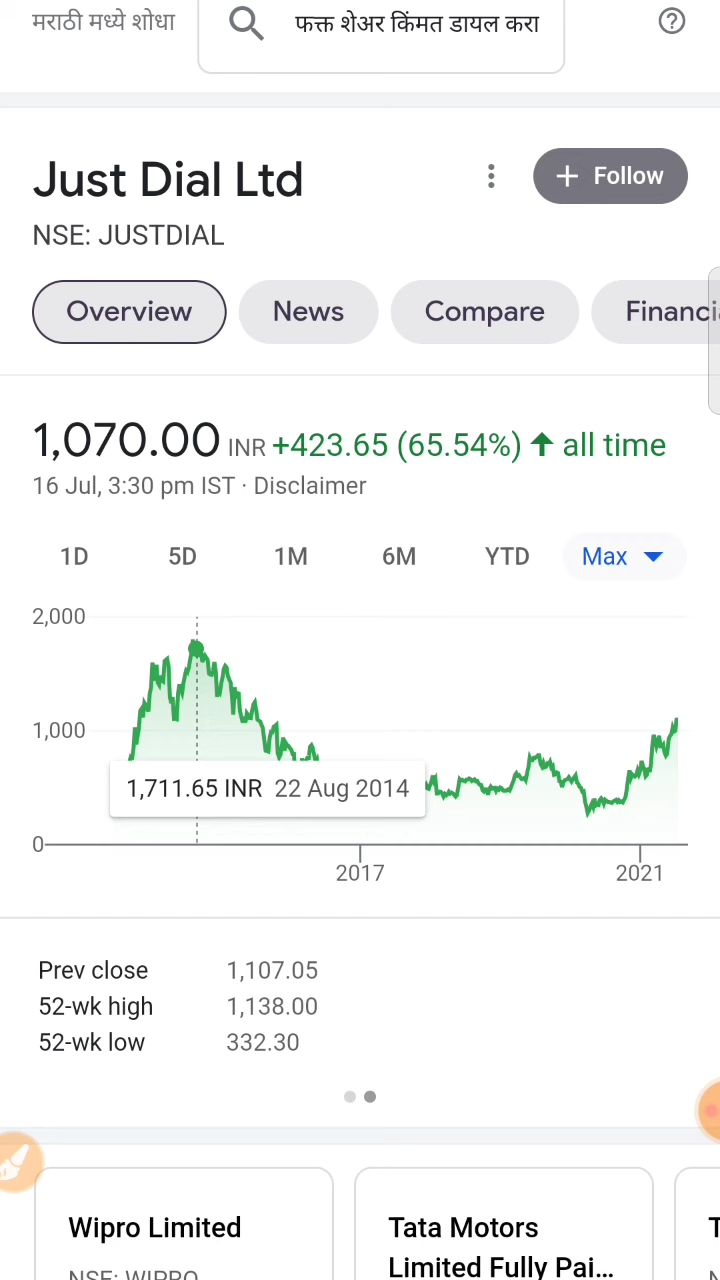 मराठी मध्ये शोधा
फक्त शेअर किंमत डायल करा
Just Dial Ltd
+ Follow
NSE: JUSTDIAL
Overview
News
Compare
1,070.00 INR +423.65 (65.54%) ↑ all time
16 Jul, 3:30 pm IST · Disclaimer
1D 5D 1M 6M YTD Max
2,000
1,000
1,711.65 INR 22 Aug 2014
0
2017 2021
Prev close 1,107.05
52-wk high 1,138.00
52-wk low 332.30
Wipro Limited
NSE: WIPRO
Tata Motors
Limited Fully Pai...